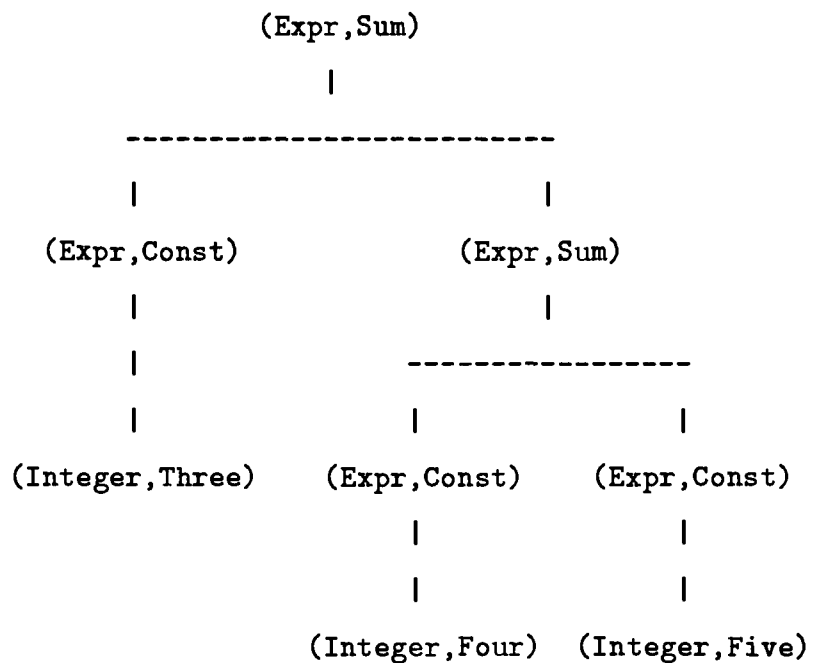 (Expr,Sum)
(Expr,Const) (Expr,Sum)
(Integer,Three) (Expr,Const) (Expr,Const)
(Integer,Four) (Integer,Five)